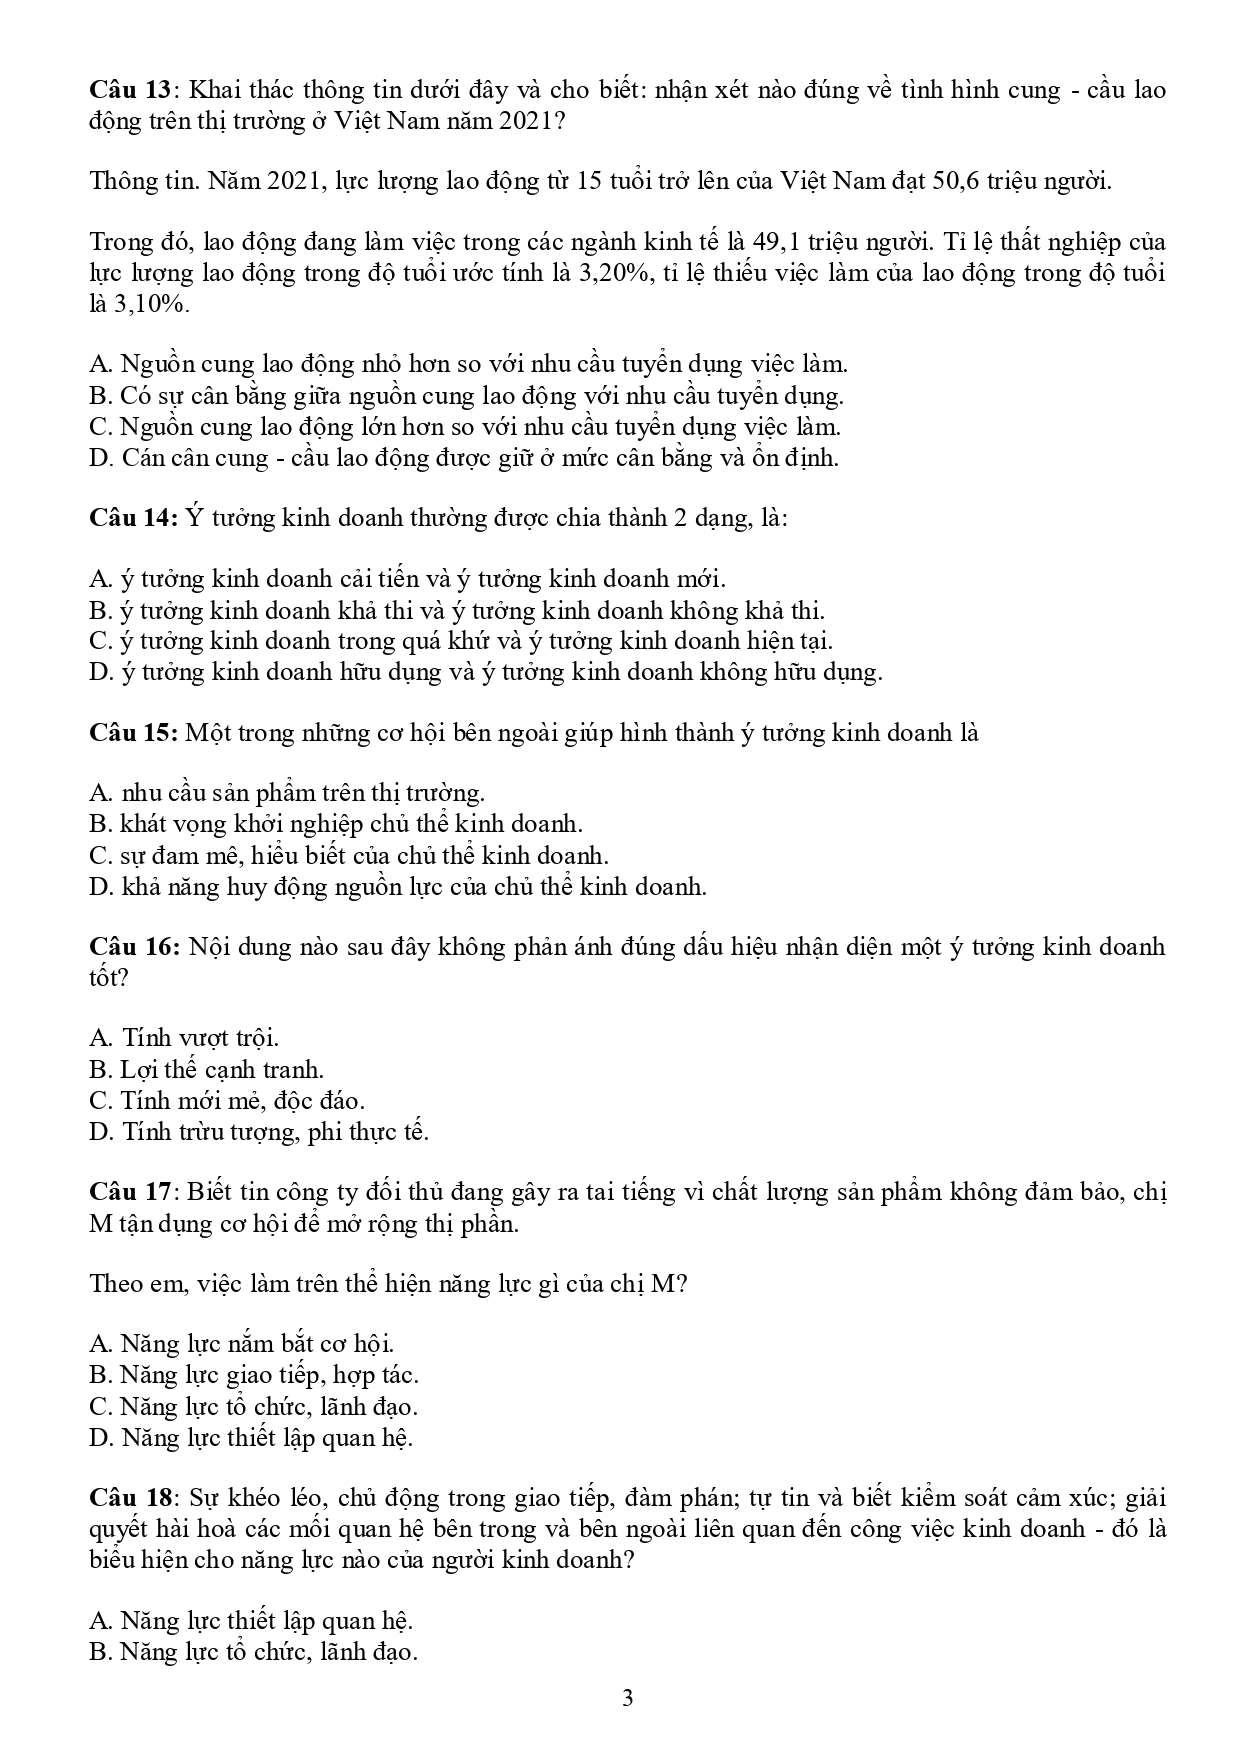 Câu 13: Khai thác thông tin dưới đây và cho biết: nhận xét nào đúng về tình hình cung - cầu lao
động trên thị trường ở Việt Nam năm 2021?
Thông tin. Năm 2021, lực lượng lao động từ 15 tuổi trở lên của Việt Nam đạt 50,6 triệu người.
Trong đó, lao động đang làm việc trong các ngành kinh tế là 49,1 triệu người. Tỉ lệ thất nghiệp của
lực lượng lao động trong độ tuổi ước tính là 3,20%, tỉ lệ thiếu việc làm của lao động trong độ tuổi
là 3,10%.
A. Nguồn cung lao động nhỏ hơn so với nhu cầu tuyển dụng việc làm.
B. Có sự cân bằng giữa nguồn cung lao động với nhu cầu tuyển dụng.
C. Nguồn cung lao động lớn hơn so với nhu cầu tuyển dụng việc làm.
D. Cán cân cung - cầu lao động được giữ ở mức cân bằng và ổn định.
Câu 14: Ý tưởng kinh doanh thường được chia thành 2 dạng, là:
A. ý tưởng kinh doanh cải tiến và ý tưởng kinh doanh mới.
B. ý tưởng kinh doanh khả thi và ý tưởng kinh doanh không khả thi.
C. ý tưởng kinh doanh trong quá khứ và ý tưởng kinh doanh hiện tại.
D. ý tưởng kinh doanh hữu dụng và ý tưởng kinh doanh không hữu dụng.
Câu 15: Một trong những cơ hội bên ngoài giúp hình thành ý tưởng kinh doanh là
A. nhu cầu sản phẩm trên thị trường.
B. khát vọng khởi nghiệp chủ thể kinh doanh.
C. sự đam mê, hiểu biết của chủ thể kinh doanh.
D. khả năng huy động nguồn lực của chủ thể kinh doanh.
Câu 16: Nội dung nào sau đây không phản ánh đúng dấu hiệu nhận diện một ý tưởng kinh doanh
tốt?
A. Tính vượt trội.
B. Lợi thế cạnh tranh.
C. Tính mới mẻ, độc đáo.
D. Tính trừu tượng, phi thực tế.
Câu 17: Biết tin công ty đối thủ đang gây ra tai tiếng vì chất lượng sản phẩm không đảm bảo, chị
M tận dụng cơ hội để mở rộng thị phần.
Theo em, việc làm trên thể hiện năng lực gì của chị M?
A. Năng lực nắm bắt cơ hội.
B. Năng lực giao tiếp, hợp tác.
C. Năng lực tổ chức, lãnh đạo.
D. Năng lực thiết lập quan hệ.
Câu 18: Sự khéo léo, chủ động trong giao tiếp, đàm phán; tự tin và biết kiểm soát cảm xúc; giải
quyết hài hoà các mối quan hệ bên trong và bên ngoài liên quan đến công việc kinh doanh - đó là
biểu hiện cho năng lực nào của người kinh doanh?
A. Năng lực thiết lập quan hệ.
B. Năng lực tổ chức, lãnh đạo.
3